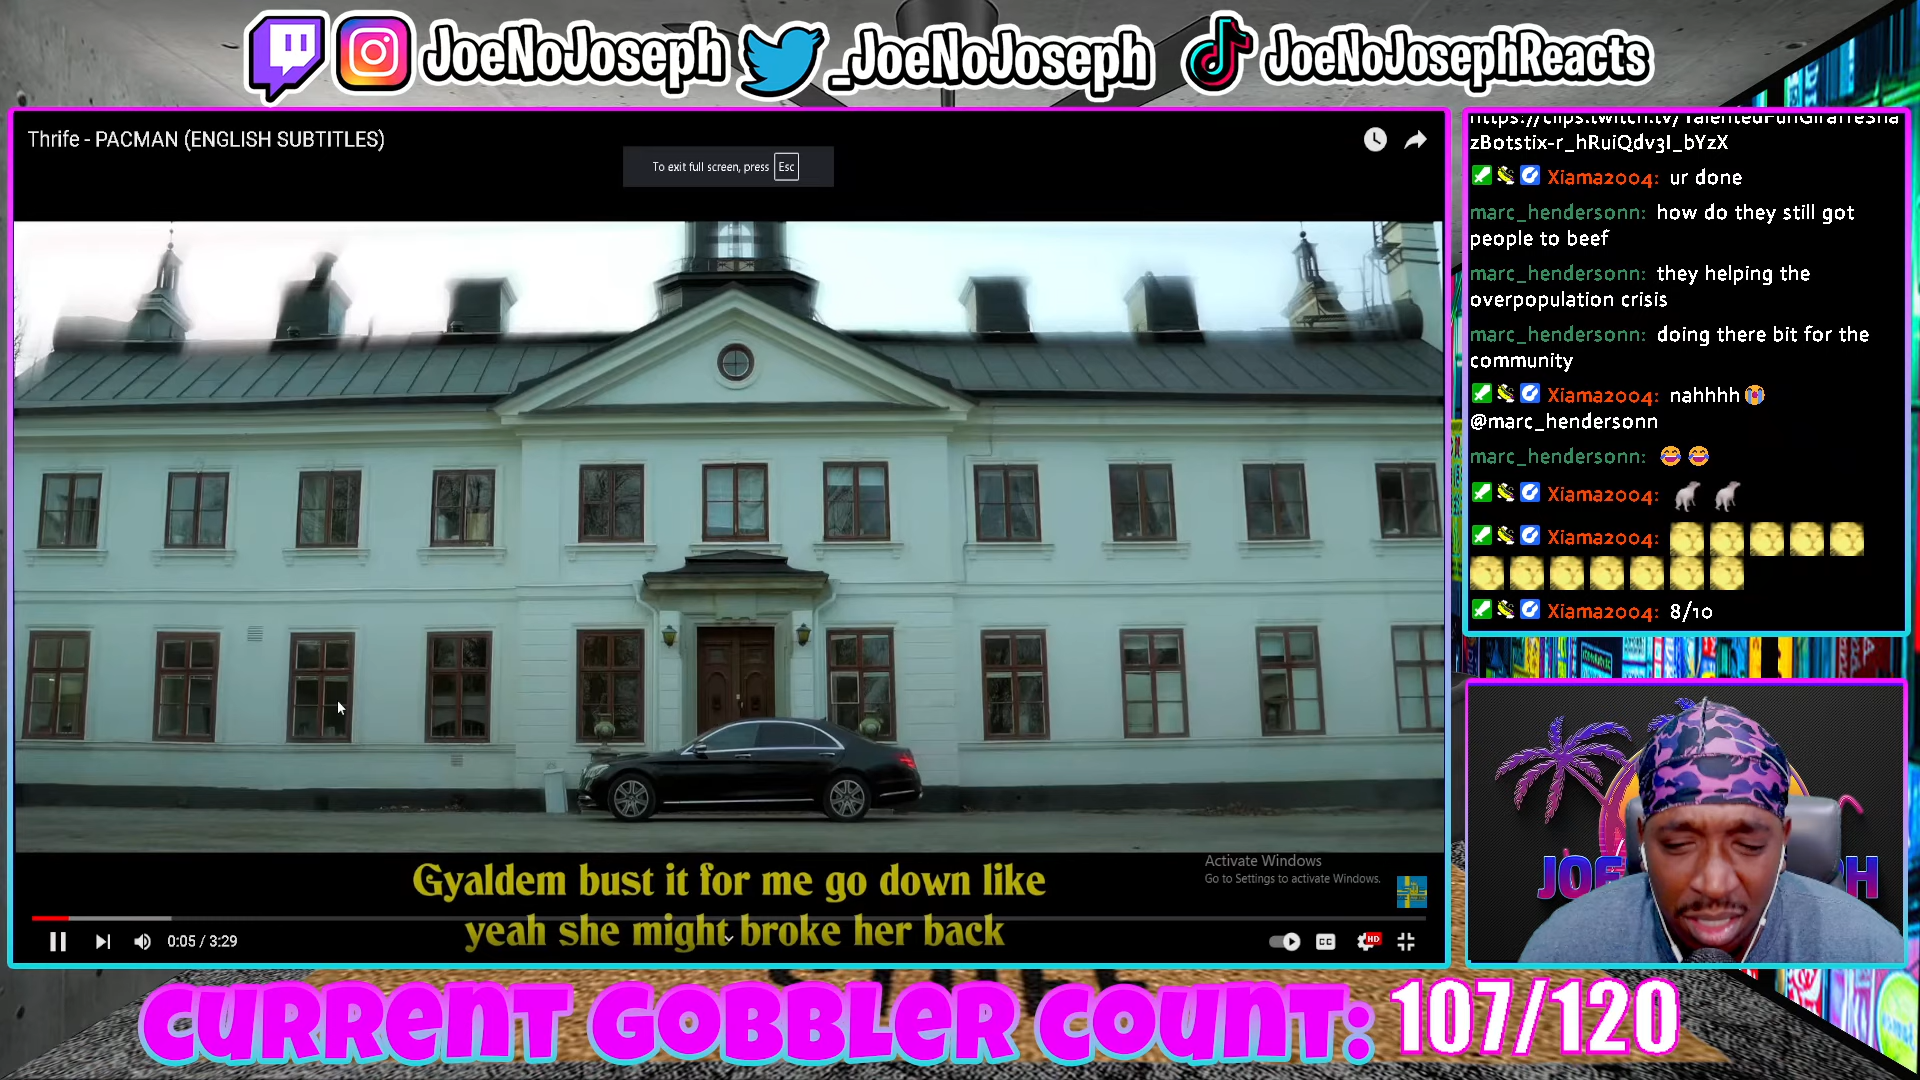 JoeNoJoseph
_JoeNoJoseph
JoeNoJosephReacts
Thrife - PACMAN (ENGLISH SUBTITLES)
To exit full screen, press Esc
zBotstix-r_hRuiQdv3I_bYzX
Xiama2004: ur done
marc_hendersonn: how do they still got
people to beef
marc_hendersonn: they helping the
overpopulation crisis
marc_hendersonn: doing there bit for the
community
Xiama2004: nahhhh 😭
@marc_hendersonn
marc_hendersonn: 😂 😂
Xiama2004:
Xiama2004:
Xiama2004: 8/10
Activate Windows
Go to Settings to activate Windows.
Gyaldem bust it for me go down like
yeah she might broke her back
0:05 / 3:29
CC
HD
CURRENT GOBBLER COUNT: 107/120